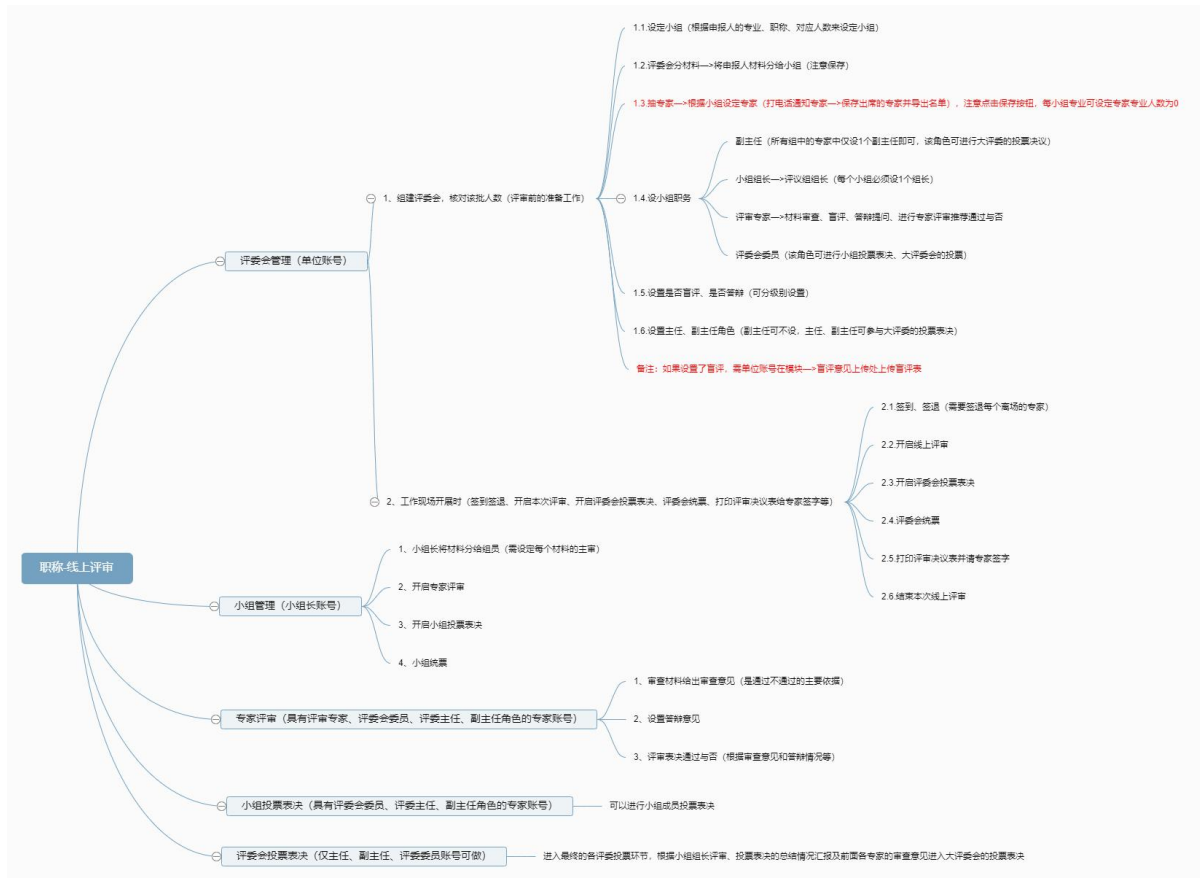 职称-线上评审
评委会管理（单位账号）
1、组建评委会，核对该批人数（评审前的准备工作）
1.1.设定小组（根据申报人的专业、职称、对应人数来设定小组）
1.2.评委会分材料—>将申报人材料分给小组（注意保存）
1.3.抽专家—>根据小组设定专家（打电话通知专家—>保存出席的专家并导出名单），注意点击保存按钮，每小组专业可设定专家专业人数为0
1.4.设小组职务
副主任（所有组中的专家中仅设1个副主任即可，该角色可进行大评委的投票决议）
小组组长—>评议组组长（每个小组必须设1个组长）
评审专家—>材料审查、盲评、答辩提问、进行专家评审推荐通过与否
评委会委员（该角色可进行小组投票表决、大评委会的投票）
1.5.设置是否盲评、是否答辩（可分级别设置）
1.6.设置主任、副主任角色（副主任可不设，主任、副主任可参与大评委的投票表决）
备注：如果设置了盲评，需单位账号在模块—>盲评意见上传处上传盲评表
2、工作现场开展时（签到签退、开启本次评审、开启评委会投票表决、评委会统票、打印评审决议表给专家签字等）
2.1.签到、签退（需要签退每个离场的专家）
2.2.开启线上评审
2.3.开启评委会投票表决
2.4.评委会统票
2.5.打印评审决议表并请专家签字
2.6.结束本次线上评审
小组管理（小组长账号）
1、小组长将材料分给组员（需设定每个材料的主审）
2、开启专家评审
3、开启小组投票表决
4、小组统票
专家评审（具有评审专家、评委会委员、评委主任、副主任角色的专家账号）
1、审查材料给出审查意见（是通过不通过的主要依据）
2、设置答辩意见
3、评审表决通过与否（根据审查意见和答辩情况等）
小组投票表决（具有评委会委员、评委主任、副主任角色的专家账号）
可以进行小组成员投票表决
评委会投票表决（仅主任、副主任、评委委员账号可做）
进入最终的各评委投票环节，根据小组组长评审、投票表决的总结情况汇报及前面各专家的审查意见进入大评委会的投票表决